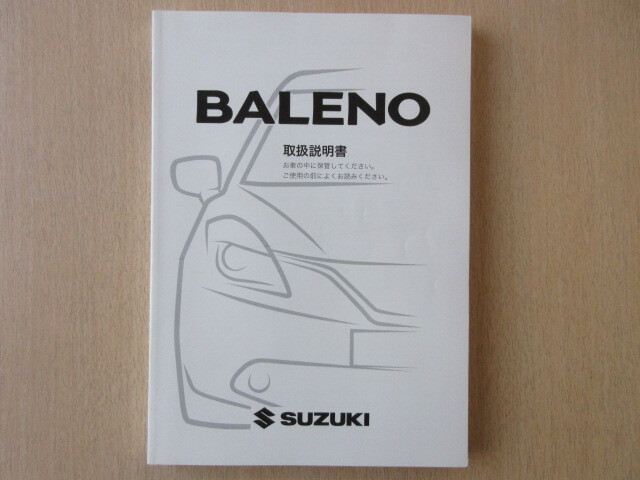 BALENO
取扱説明書
お車の中に保管してください。
ご使用の前によくお読みください。
SUZUKI